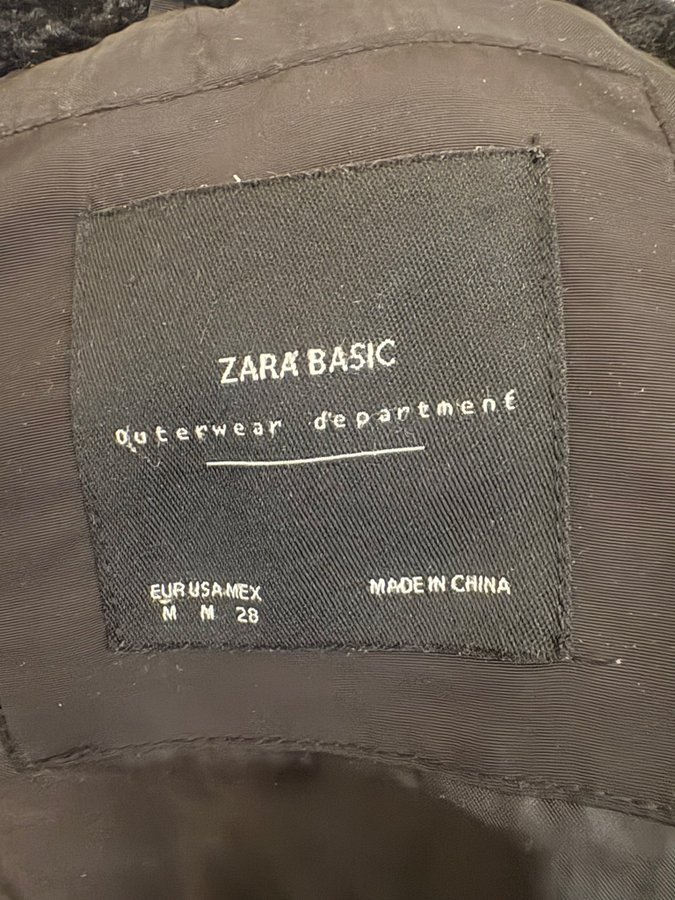 ZARA BASIC
outerwear department
EUR USA MEX
M M 28
MADE IN CHINA